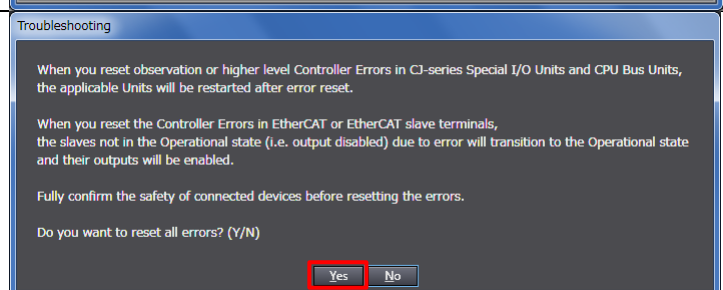 Troubleshooting
When you reset observation or higher level Controller Errors in CJ-series Special I/O Units and CPU Bus Units,
the applicable Units will be restarted after error reset.
When you reset the Controller Errors in EtherCAT or EtherCAT slave terminals,
the slaves not in the Operational state (i.e. output disabled) due to error will transition to the Operational state
and their outputs will be enabled.
Fully confirm the safety of connected devices before resetting the errors.
Do you want to reset all errors? (Y/N)
Yes No